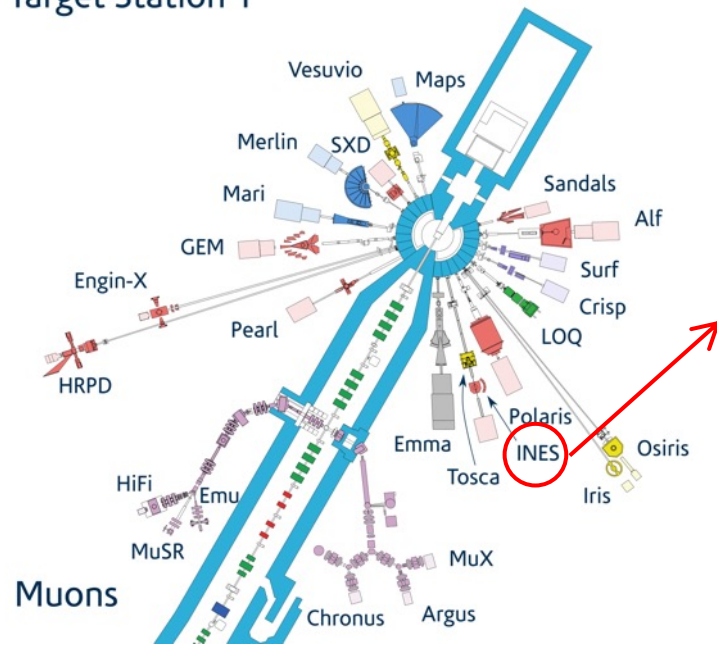 Target Station 1
Vesuvio
Maps
Merlin
SXD
Mari
Sandals
Alf
GEM
Surf
Engin-X
Crisp
Pearl
LOQ
HRPD
Polaris
Emma
INES
Osiris
Tosca
Iris
HiFi
Emu
MuSR
MuX
Muons
Chronus
Argus